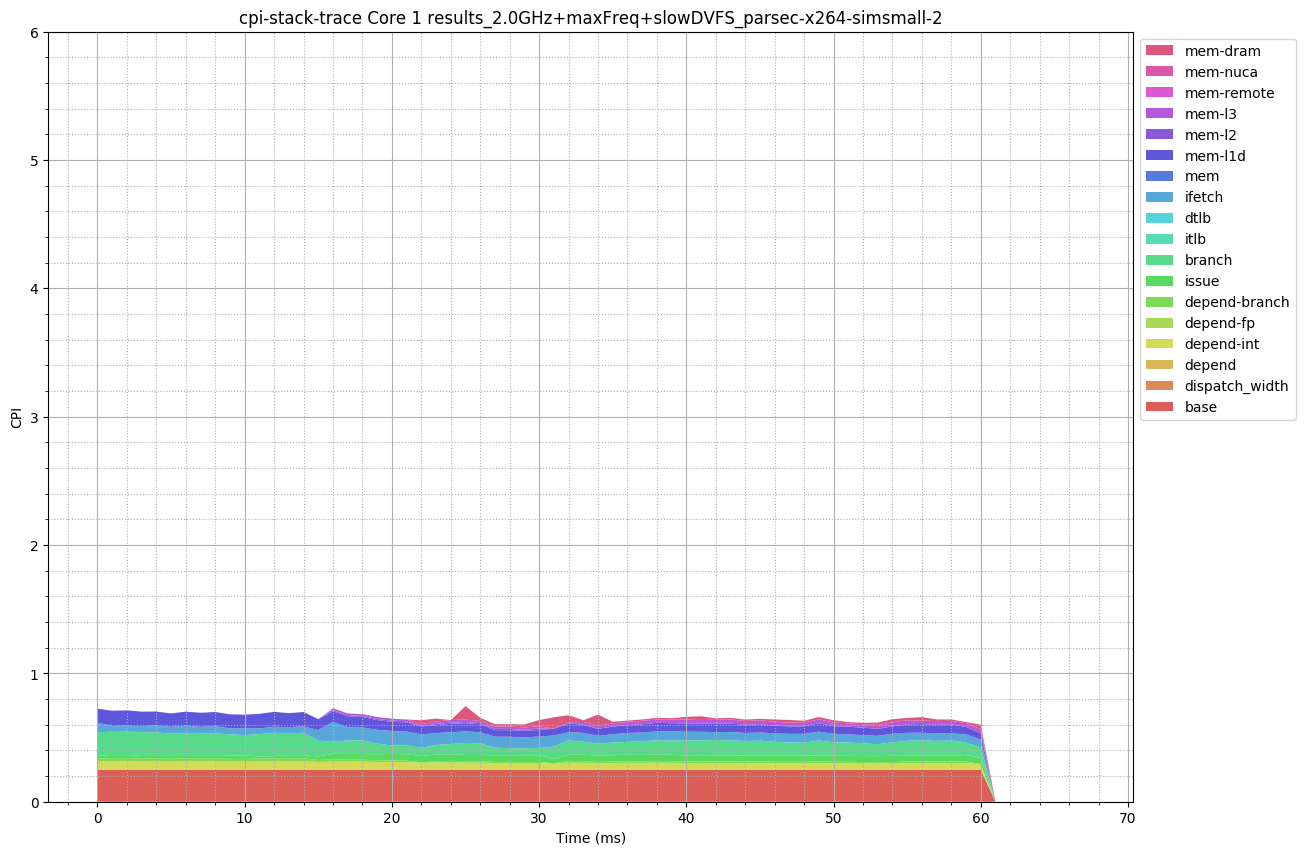 cpi-stack-trace Core 1 results_2.0GHz+maxFreq+slowDVFS_parsec-x264-simsmall-2
6
5
4
3
2
1
0
CPI
0
10
20
30
40
50
60
70
Time (ms)
mem-dram
mem-nuca
mem-remote
mem-l3
mem-l2
mem-l1d
mem
ifetch
dtlb
itlb
branch
issue
depend-branch
depend-fp
depend-int
depend
dispatch_width
base